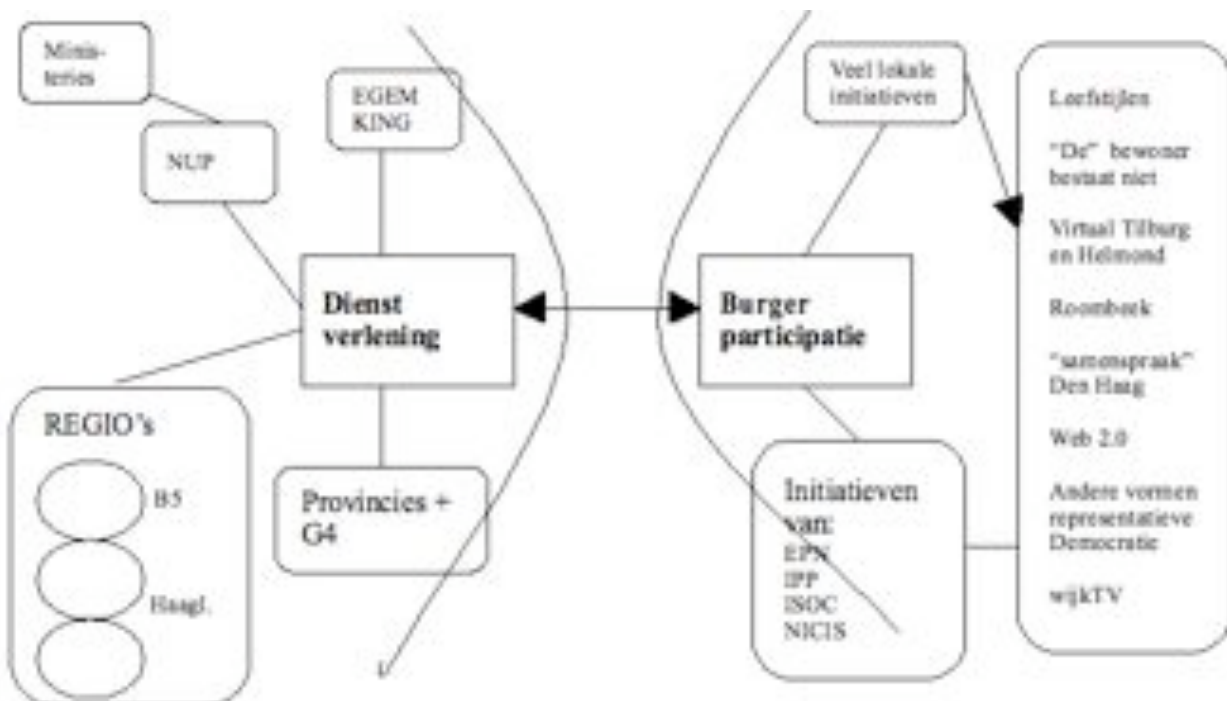 Minis-
teries
NUP
EGEM
KING
Dienst
verlening
REGIO's
B5
Haagl.
Provincies +
G4
Veel lokale
initiatieven
Burger
participatie
Initiatieven
van:
EPN
IPP
ISOC
NICIS
Leefstijlen
"De" bewoner
bestaat niet
Virtual Tilburg
en Helmond
Roombeek
"samenspraak"
Den Haag
Web 2.0
Andere vormen
representatieve
Democratie
wijkTV